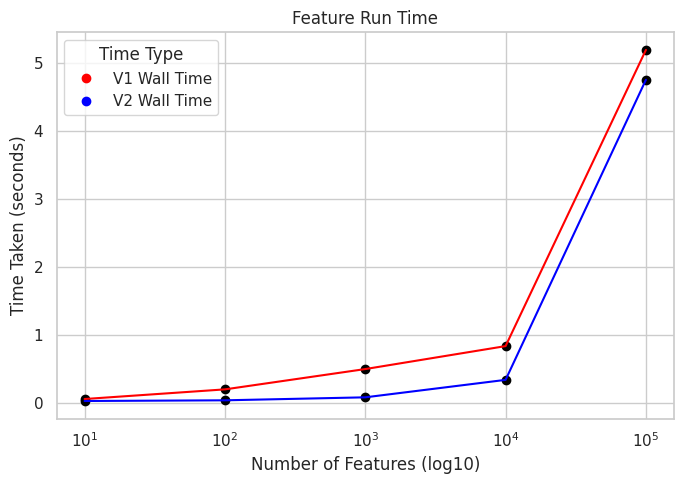 Feature Run Time
Time Type
V1 Wall Time
V2 Wall Time
Time Taken (seconds)
5
4
3
2
1
0
10¹
10²
10³
10⁴
10⁵
Number of Features (log10)